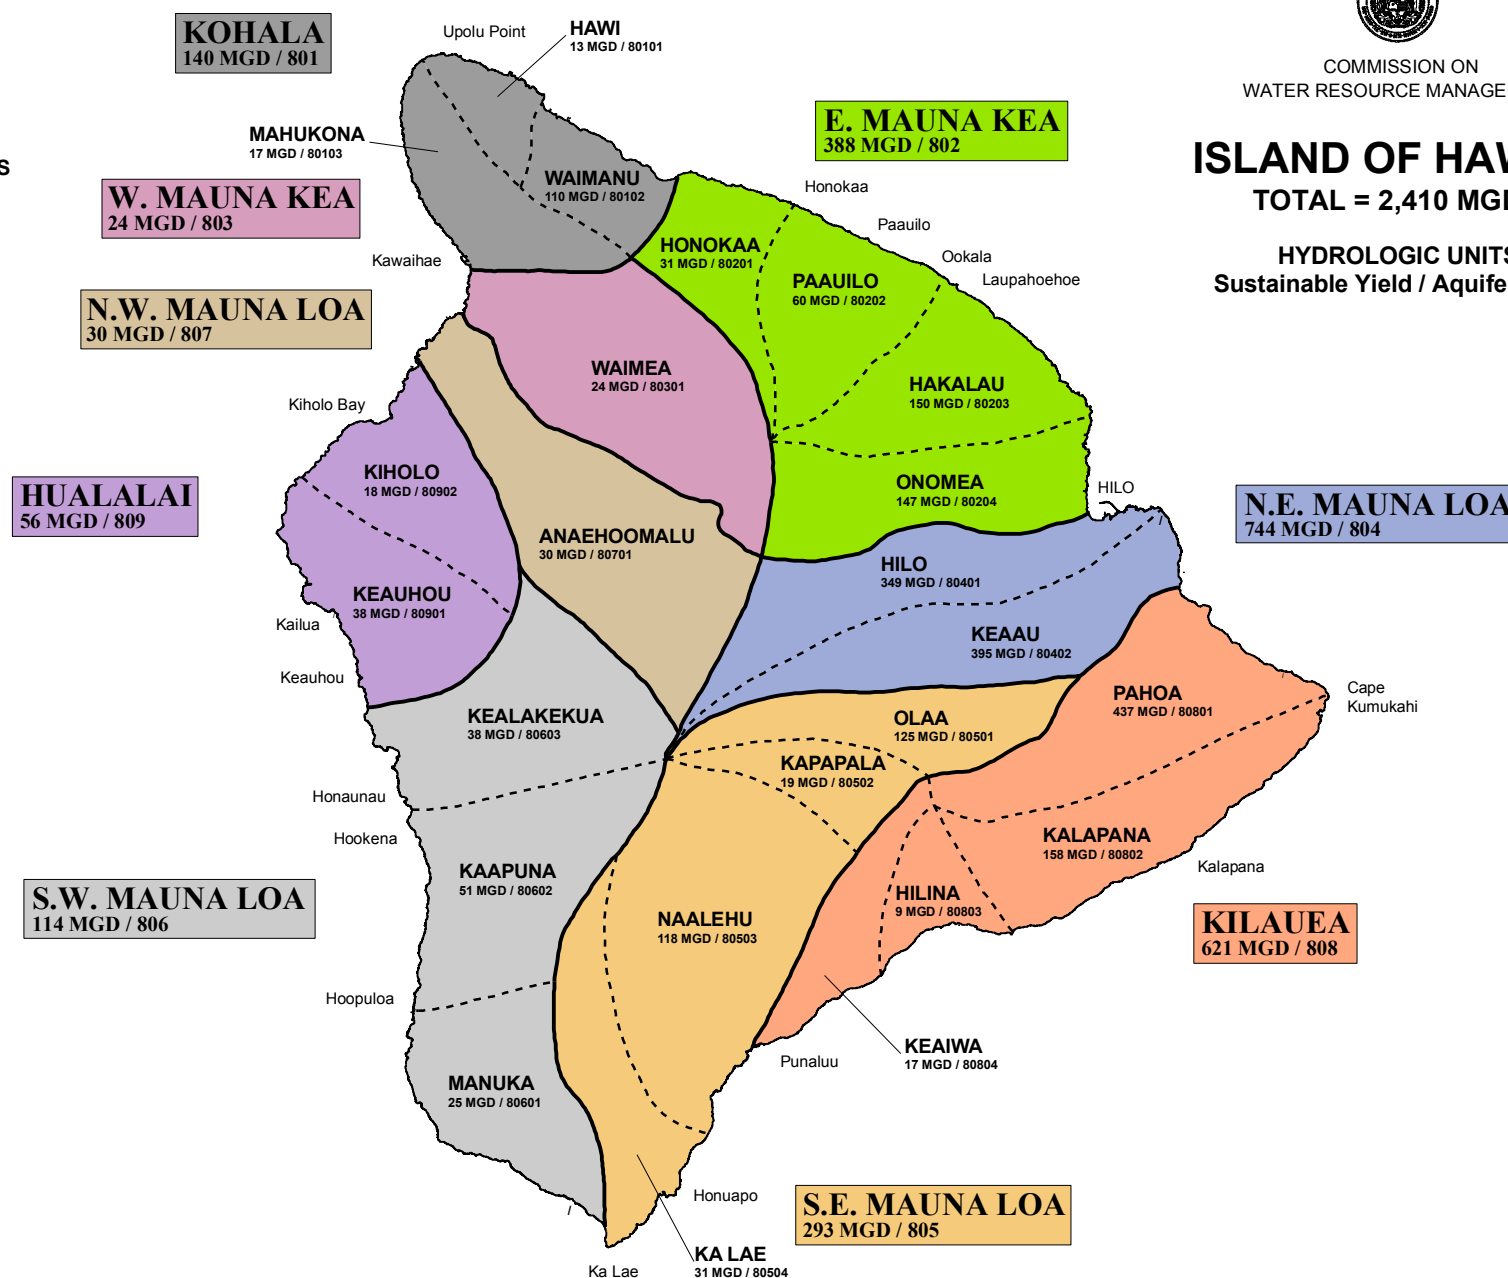 KOHALA
140 MGD / 801
Upolu Point
HAWI
13 MGD / 80101
COMMISSION ON
WATER RESOURCE MANAGE
ISLAND OF HAW
TOTAL = 2,410 MGD
HYDROLOGIC UNITS
Sustainable Yield / Aquife
S
MAHUKONA
17 MGD / 80103
E. MAUNA KEA
388 MGD / 802
WAIMANU
110 MGD / 80102
W. MAUNA KEA
24 MGD / 803
Honokaa
Paauilo
Ookala
Laupahoehoe
Kawaihae
HONOKAA
31 MGD / 80201
PAAUILO
60 MGD / 80202
N.W. MAUNA LOA
30 MGD / 807
WAIMEA
24 MGD / 80301
HAKALAU
150 MGD / 80203
Kiholo Bay
KIHOLO
18 MGD / 80902
ONOMEA
147 MGD / 80204
HILO
HUALALAI
56 MGD / 809
N.E. MAUNA LOA
744 MGD / 804
ANAEHOOMALU
30 MGD / 80701
HILO
349 MGD / 80401
KEAUHOU
38 MGD / 80901
Kailua
KEAAU
395 MGD / 80402
Keauhou
PAHOA
437 MGD / 80801
Cape
Kumukahi
KEALAKEKUA
38 MGD / 80603
OLAA
125 MGD / 80501
KAPAPALA
19 MGD / 80502
Honaunau
Hookena
KALAPANA
158 MGD / 80802
Kalapana
KAAPUNA
51 MGD / 80602
S.W. MAUNA LOA
114 MGD / 806
HILINA
9 MGD / 80803
NAALEHU
118 MGD / 80503
KILAUEA
621 MGD / 808
Hoopuloa
KEAIWA
17 MGD / 80804
Punaluu
MANUKA
25 MGD / 80601
Honuapo
S.E. MAUNA LOA
293 MGD / 805
KA LAE
31 MGD / 80504
Ka Lae